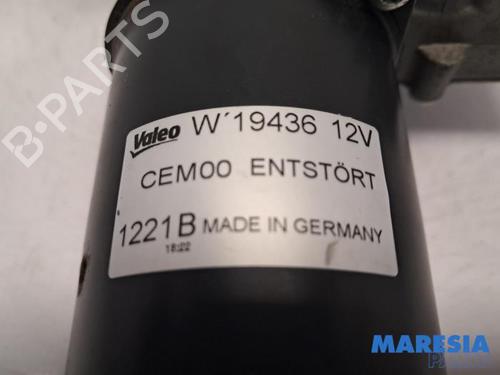 Valeo W´19436 12V
CEM00 ENTSTÖRT
1221B MADE IN GERMANY
18:22
MARESIA
PARTS